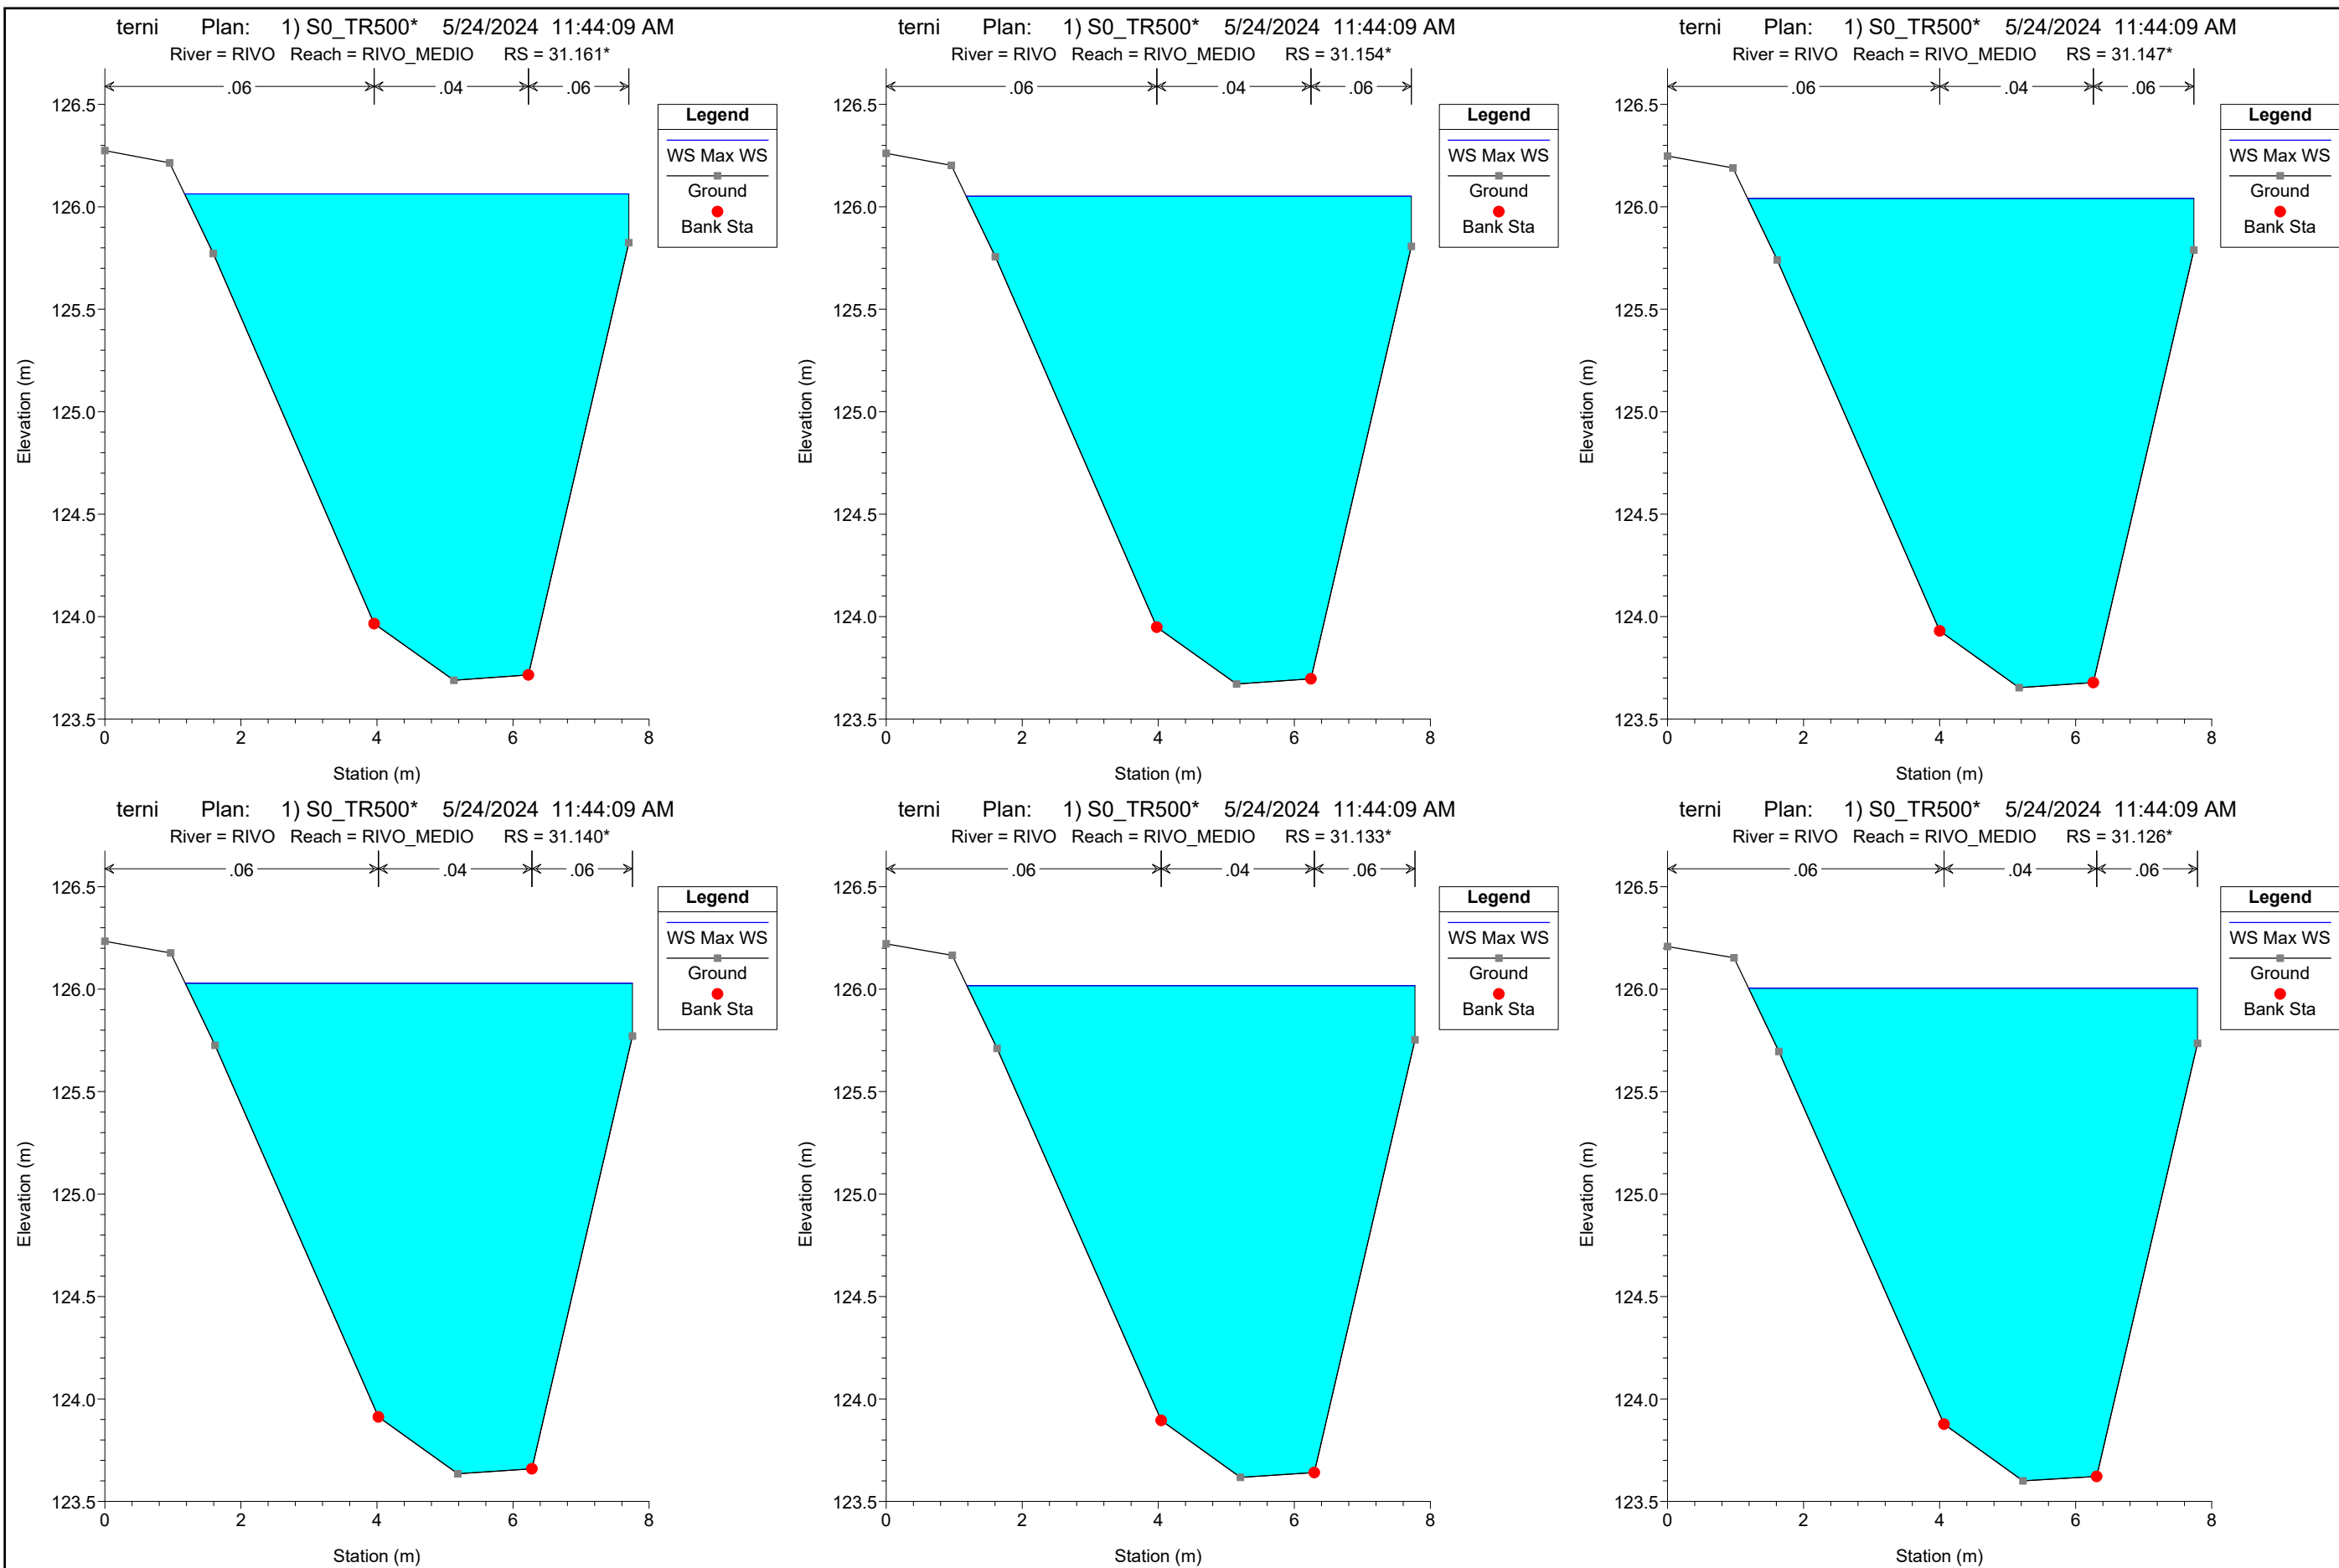 terni Plan: 1) S0_TR500* 5/24/2024 11:44:09 AM
River = RIVO Reach = RIVO_MEDIO RS = 31.161*
.06 .04 .06
Legend
WS Max WS
Ground
Bank Sta
126.5
126.0
125.5
125.0
124.5
124.0
123.5
Elevation (m)
0 2 4 6 8
Station (m)
terni Plan: 1) S0_TR500* 5/24/2024 11:44:09 AM
River = RIVO Reach = RIVO_MEDIO RS = 31.154*
.06 .04 .06
Legend
WS Max WS
Ground
Bank Sta
126.5
126.0
125.5
125.0
124.5
124.0
123.5
Elevation (m)
0 2 4 6 8
Station (m)
terni Plan: 1) S0_TR500* 5/24/2024 11:44:09 AM
River = RIVO Reach = RIVO_MEDIO RS = 31.147*
.06 .04 .06
Legend
WS Max WS
Ground
Bank Sta
126.5
126.0
125.5
125.0
124.5
124.0
123.5
Elevation (m)
0 2 4 6 8
Station (m)
terni Plan: 1) S0_TR500* 5/24/2024 11:44:09 AM
River = RIVO Reach = RIVO_MEDIO RS = 31.140*
.06 .04 .06
Legend
WS Max WS
Ground
Bank Sta
126.5
126.0
125.5
125.0
124.5
124.0
123.5
Elevation (m)
0 2 4 6 8
Station (m)
terni Plan: 1) S0_TR500* 5/24/2024 11:44:09 AM
River = RIVO Reach = RIVO_MEDIO RS = 31.133*
.06 .04 .06
Legend
WS Max WS
Ground
Bank Sta
126.5
126.0
125.5
125.0
124.5
124.0
123.5
Elevation (m)
0 2 4 6 8
Station (m)
terni Plan: 1) S0_TR500* 5/24/2024 11:44:09 AM
River = RIVO Reach = RIVO_MEDIO RS = 31.126*
.06 .04 .06
Legend
WS Max WS
Ground
Bank Sta
126.5
126.0
125.5
125.0
124.5
124.0
123.5
Elevation (m)
0 2 4 6 8
Station (m)